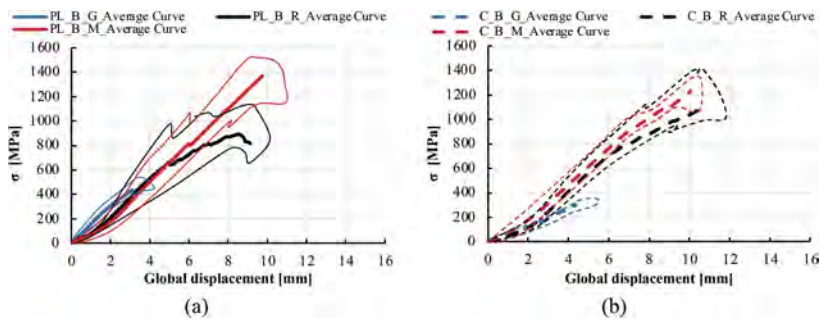 PL_B_G_Average Curve PL_B_R_Average Curve
PL_B_M_Average Curve
1600
1400
1200
1000
800
600
400
200
0
σ [MPa]
0 2 4 6 8 10 12 14 16
Global displacement [mm]
(a)
C_B_G_Average Curve C_B_R_Average Curve
C_B_M_Average Curve
1600
1400
1200
1000
800
600
400
200
0
σ [MPa]
0 2 4 6 8 10 12 14 16
Global displacement [mm]
(b)